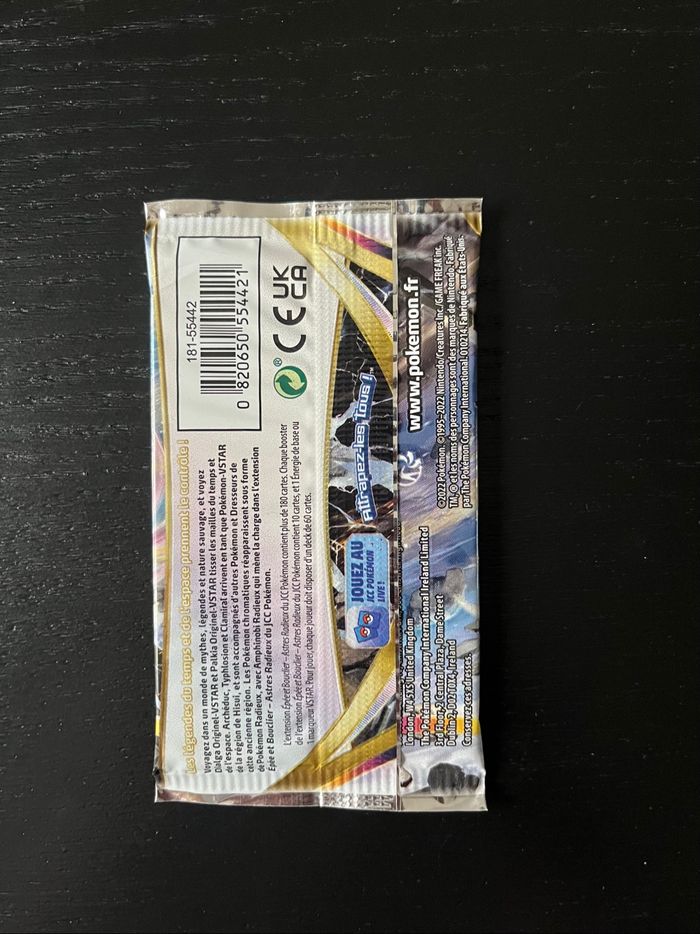 Les légendes du temps et de l'espace prennent le contrôle !
Voyagez dans un monde de mythes, légendes et nature sauvage, et voyez
Dialga Originel-VSTAR et Palkia Originel-VSTAR tisser les mailles du temps et
de l'espace. Archéduc, Typhlosion et Clamiral arrivent en tant que Pokémon-VSTAR
de la région de Hisui, et sont accompagnés d'autres Pokémon et Dresseurs de
cette ancienne région. Les Pokémon chromatiques réapparaissent sous forme
de Pokémon Radieux, avec Amphinobi Radieux qui mène la charge dans l'extension
Épée et Bouclier – Astres Radieux du JCC Pokémon.
L'extension Épée et Bouclier – Astres Radieux du JCC Pokémon contient plus de 180 cartes. Chaque booster
de l'extension Épée et Bouclier – Astres Radieux du JCC Pokémon contient 10 cartes, et 1 Énergie de base ou
1 marqueur VSTAR. Pour jouer, chaque joueur doit disposer d'un deck de 60 cartes.
181-55442
0 820650 554421
CE UK
CA
JOUEZ AU
JCC POKÉMON
LIVE !
Attrapez-les Tous !™
www.pokemon.fr
London, W4 5XS United Kingdom
The Pokémon Company International Ireland Limited
3rd Floor, 2 Central Plaza, Dame Street
Dublin 2, D02 T0X4, Ireland
Conservez ces adresses.
©2022 Pokémon. ©1995–2022 Nintendo/Creatures Inc./GAME FREAK inc.
TM, ® et les noms des personnages sont des marques de Nintendo. Fabriqué
par The Pokémon Company International. 010214. Fabriqué aux États-Unis.